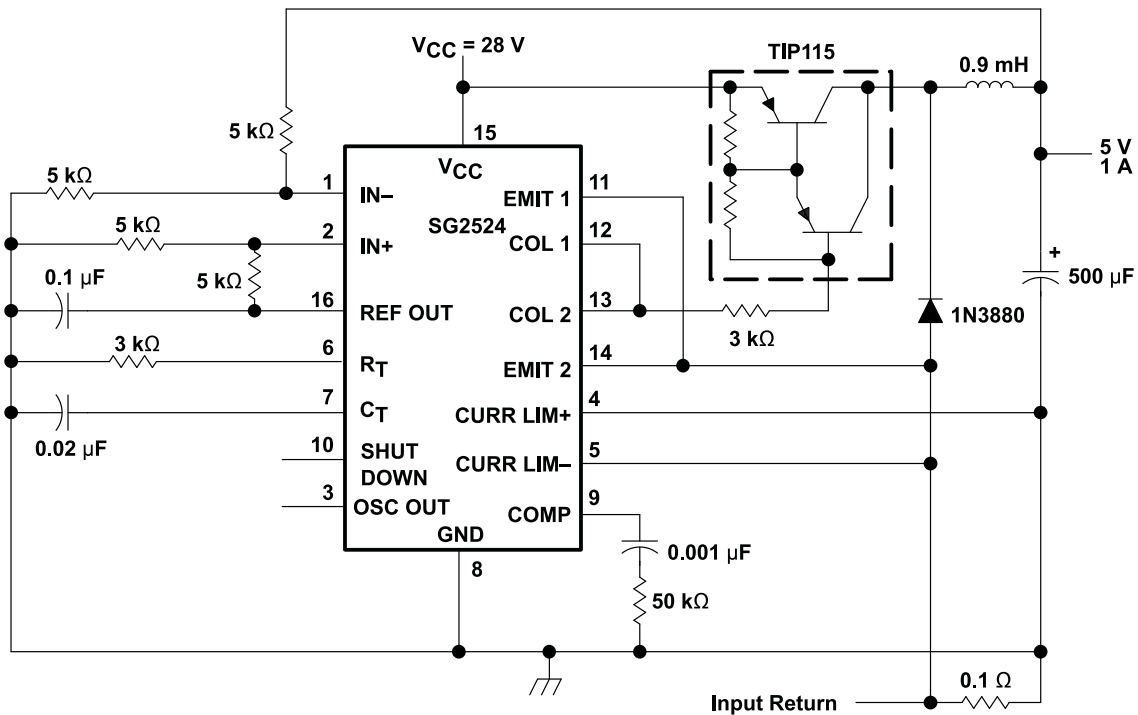 V_CC = 28 V
TIP115
0.9 mH
5 kΩ
15
5 V
1 A
5 kΩ
1
V_CC
11
IN–
EMIT 1
SG2524
5 kΩ
2
12
IN+
COL 1
+
0.1 µF
5 kΩ
500 µF
16
13
REF OUT
COL 2
1N3880
3 kΩ
3 kΩ
6
14
R_T
EMIT 2
7
4
C_T
CURR LIM+
0.02 µF
10
5
SHUT
DOWN
CURR LIM–
3
9
OSC OUT
COMP
GND
0.001 µF
8
50 kΩ
0.1 Ω
Input Return